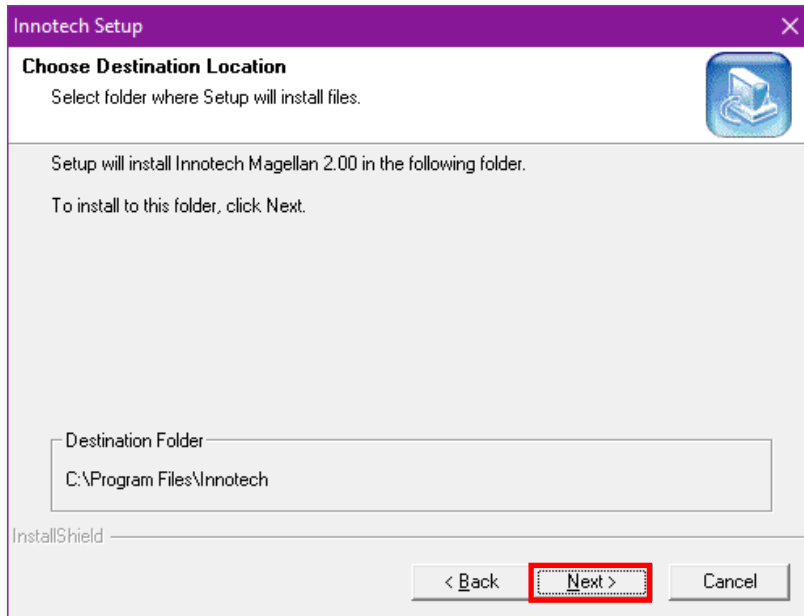 Innotech Setup
Choose Destination Location
Select folder where Setup will install files.
Setup will install Innotech Magellan 2.00 in the following folder.
To install to this folder, click Next.
Destination Folder
C:\Program Files\Innotech
InstallShield
< Back Next > Cancel